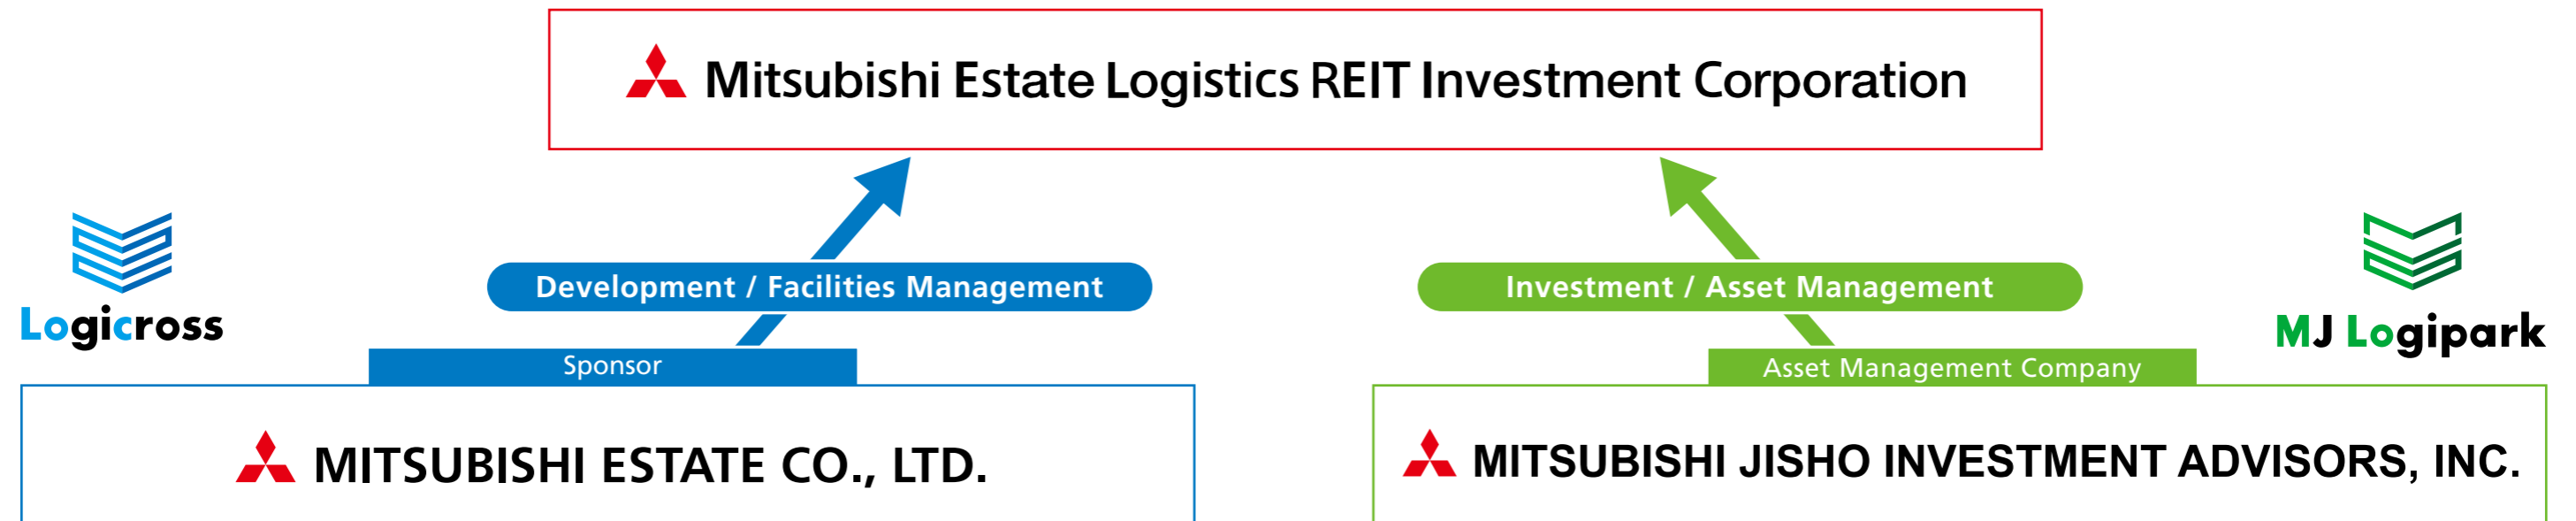 Mitsubishi Estate Logistics REIT Investment Corporation
Development / Facilities Management
Investment / Asset Management
Logicross
MJ Logipark
Sponsor
Asset Management Company
MITSUBISHI ESTATE CO., LTD.
MITSUBISHI JISHO INVESTMENT ADVISORS, INC.